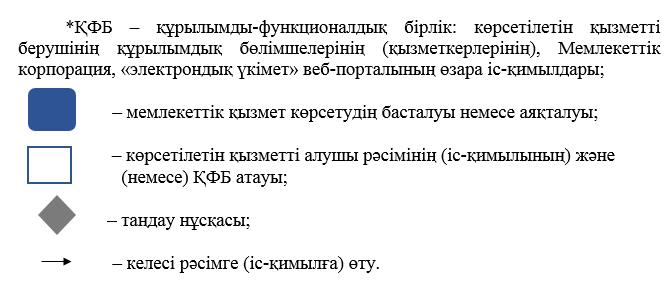 *ҚФБ – құрылымды-функционалдық бірлік: көрсетілетін қызметті
берушінің құрылымдық бөлімшелерінің (қызметкерлерінің), Мемлекеттік
корпорация, «электрондық үкімет» веб-порталының өзара іс-қимылдары;
– мемлекеттік қызмет көрсетудің басталуы немесе аяқталуы;
– көрсетілетін қызметті алушы рәсімінің (іс-қимылының) және
(немесе) ҚФБ атауы;
– таңдау нұсқасы;
– келесі рәсімге (іс-қимылға) өту.